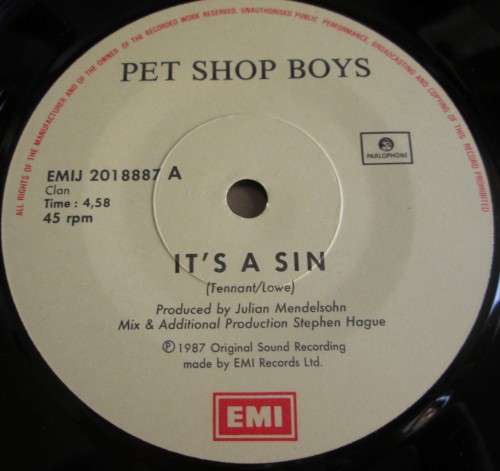 ALL RIGHTS OF THE MANUFACTURER AND OF THE OWNER OF THE RECORDED WORK RESERVED. UNAUTHORISED PUBLIC PERFORMANCE, BROADCASTING AND COPYING OF THIS RECORD PROHIBITED
PET SHOP BOYS
PARLOPHONE
EMIJ 2018887 A
Clan
Time : 4,58
45 rpm
IT'S A SIN
(Tennant/Lowe)
Produced by Julian Mendelsohn
Mix & Additional Production Stephen Hague
℗ 1987 Original Sound Recording
made by EMI Records Ltd.
EMI